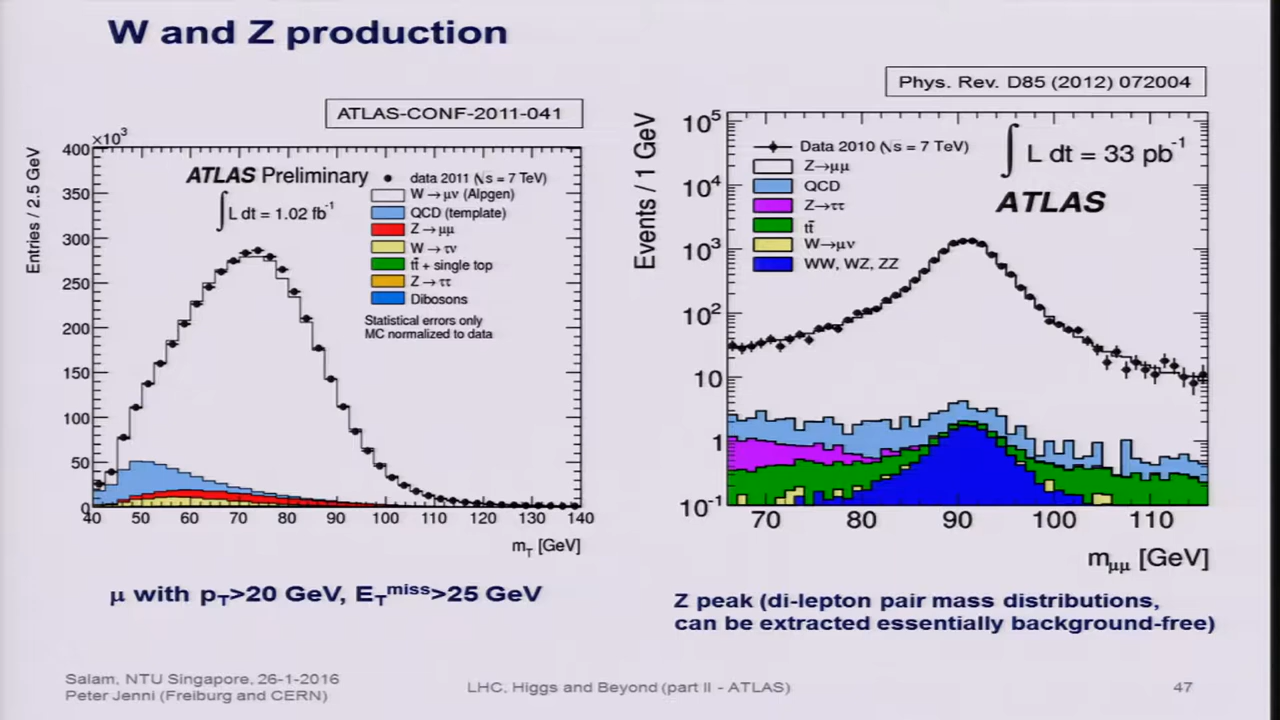 W and Z production
ATLAS-CONF-2011-041
×10³
Entries / 2.5 GeV
400
350
300
250
200
150
100
50
0
ATLAS Preliminary
∫ L dt = 1.02 fb⁻¹
data 2011 (√s = 7 TeV)
W → μν (Alpgen)
QCD (template)
Z → μμ
W → τν
tt̄ + single top
Z → ττ
Dibosons
Statistical errors only
MC normalized to data
40 50 60 70 80 90 100 110 120 130 140
m_T [GeV]
μ with p_T>20 GeV, E_T^miss>25 GeV
Phys. Rev. D85 (2012) 072004
Events / 1 GeV
10⁵
10⁴
10³
10²
10
1
10⁻¹
Data 2010 (√s = 7 TeV)
Z→μμ
QCD
Z→ττ
tt̄
W→μν
WW, WZ, ZZ
∫ L dt = 33 pb⁻¹
ATLAS
70 80 90 100 110
m_μμ [GeV]
Z peak (di-lepton pair mass distributions,
can be extracted essentially background-free)
Salam, NTU Singapore, 26-1-2016
Peter Jenni (Freiburg and CERN)
LHC, Higgs and Beyond (part II - ATLAS)
47